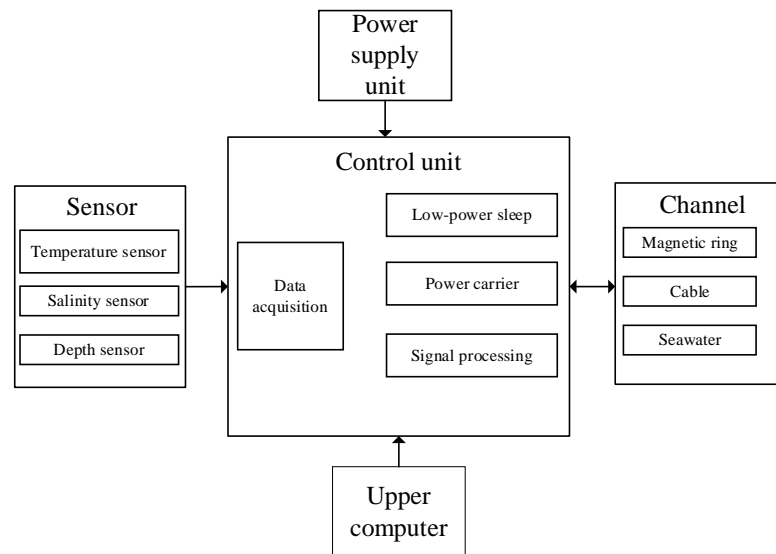 Power
supply
unit
Control unit
Sensor
Temperature sensor
Salinity sensor
Depth sensor
Data
acquisition
Low-power sleep
Power carrier
Signal processing
Channel
Magnetic ring
Cable
Seawater
Upper
computer